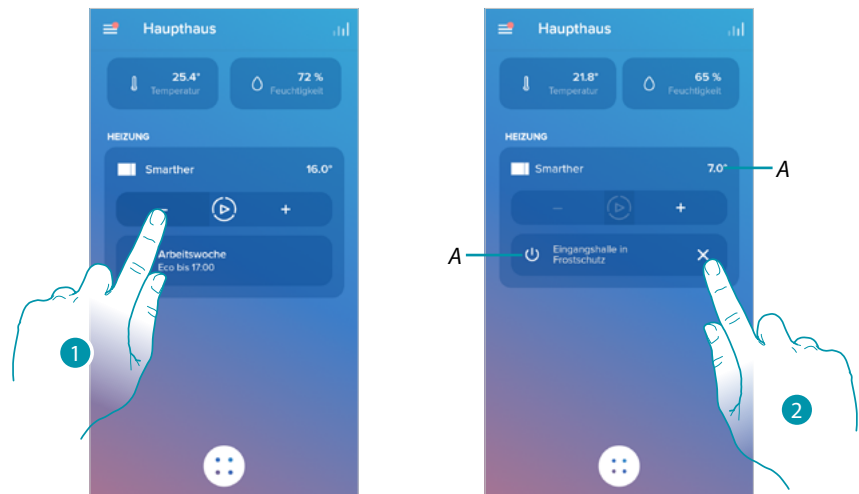 Haupthaus
25.4°
Temperatur
72 %
Feuchtigkeit
HEIZUNG
Smarther
16.0°
− +
Arbeitswoche
Eco bis 17:00
1
Haupthaus
21.8°
Temperatur
65 %
Feuchtigkeit
HEIZUNG
Smarther
7.0°
A
− +
A
Eingangshalle in
Frostschutz
2